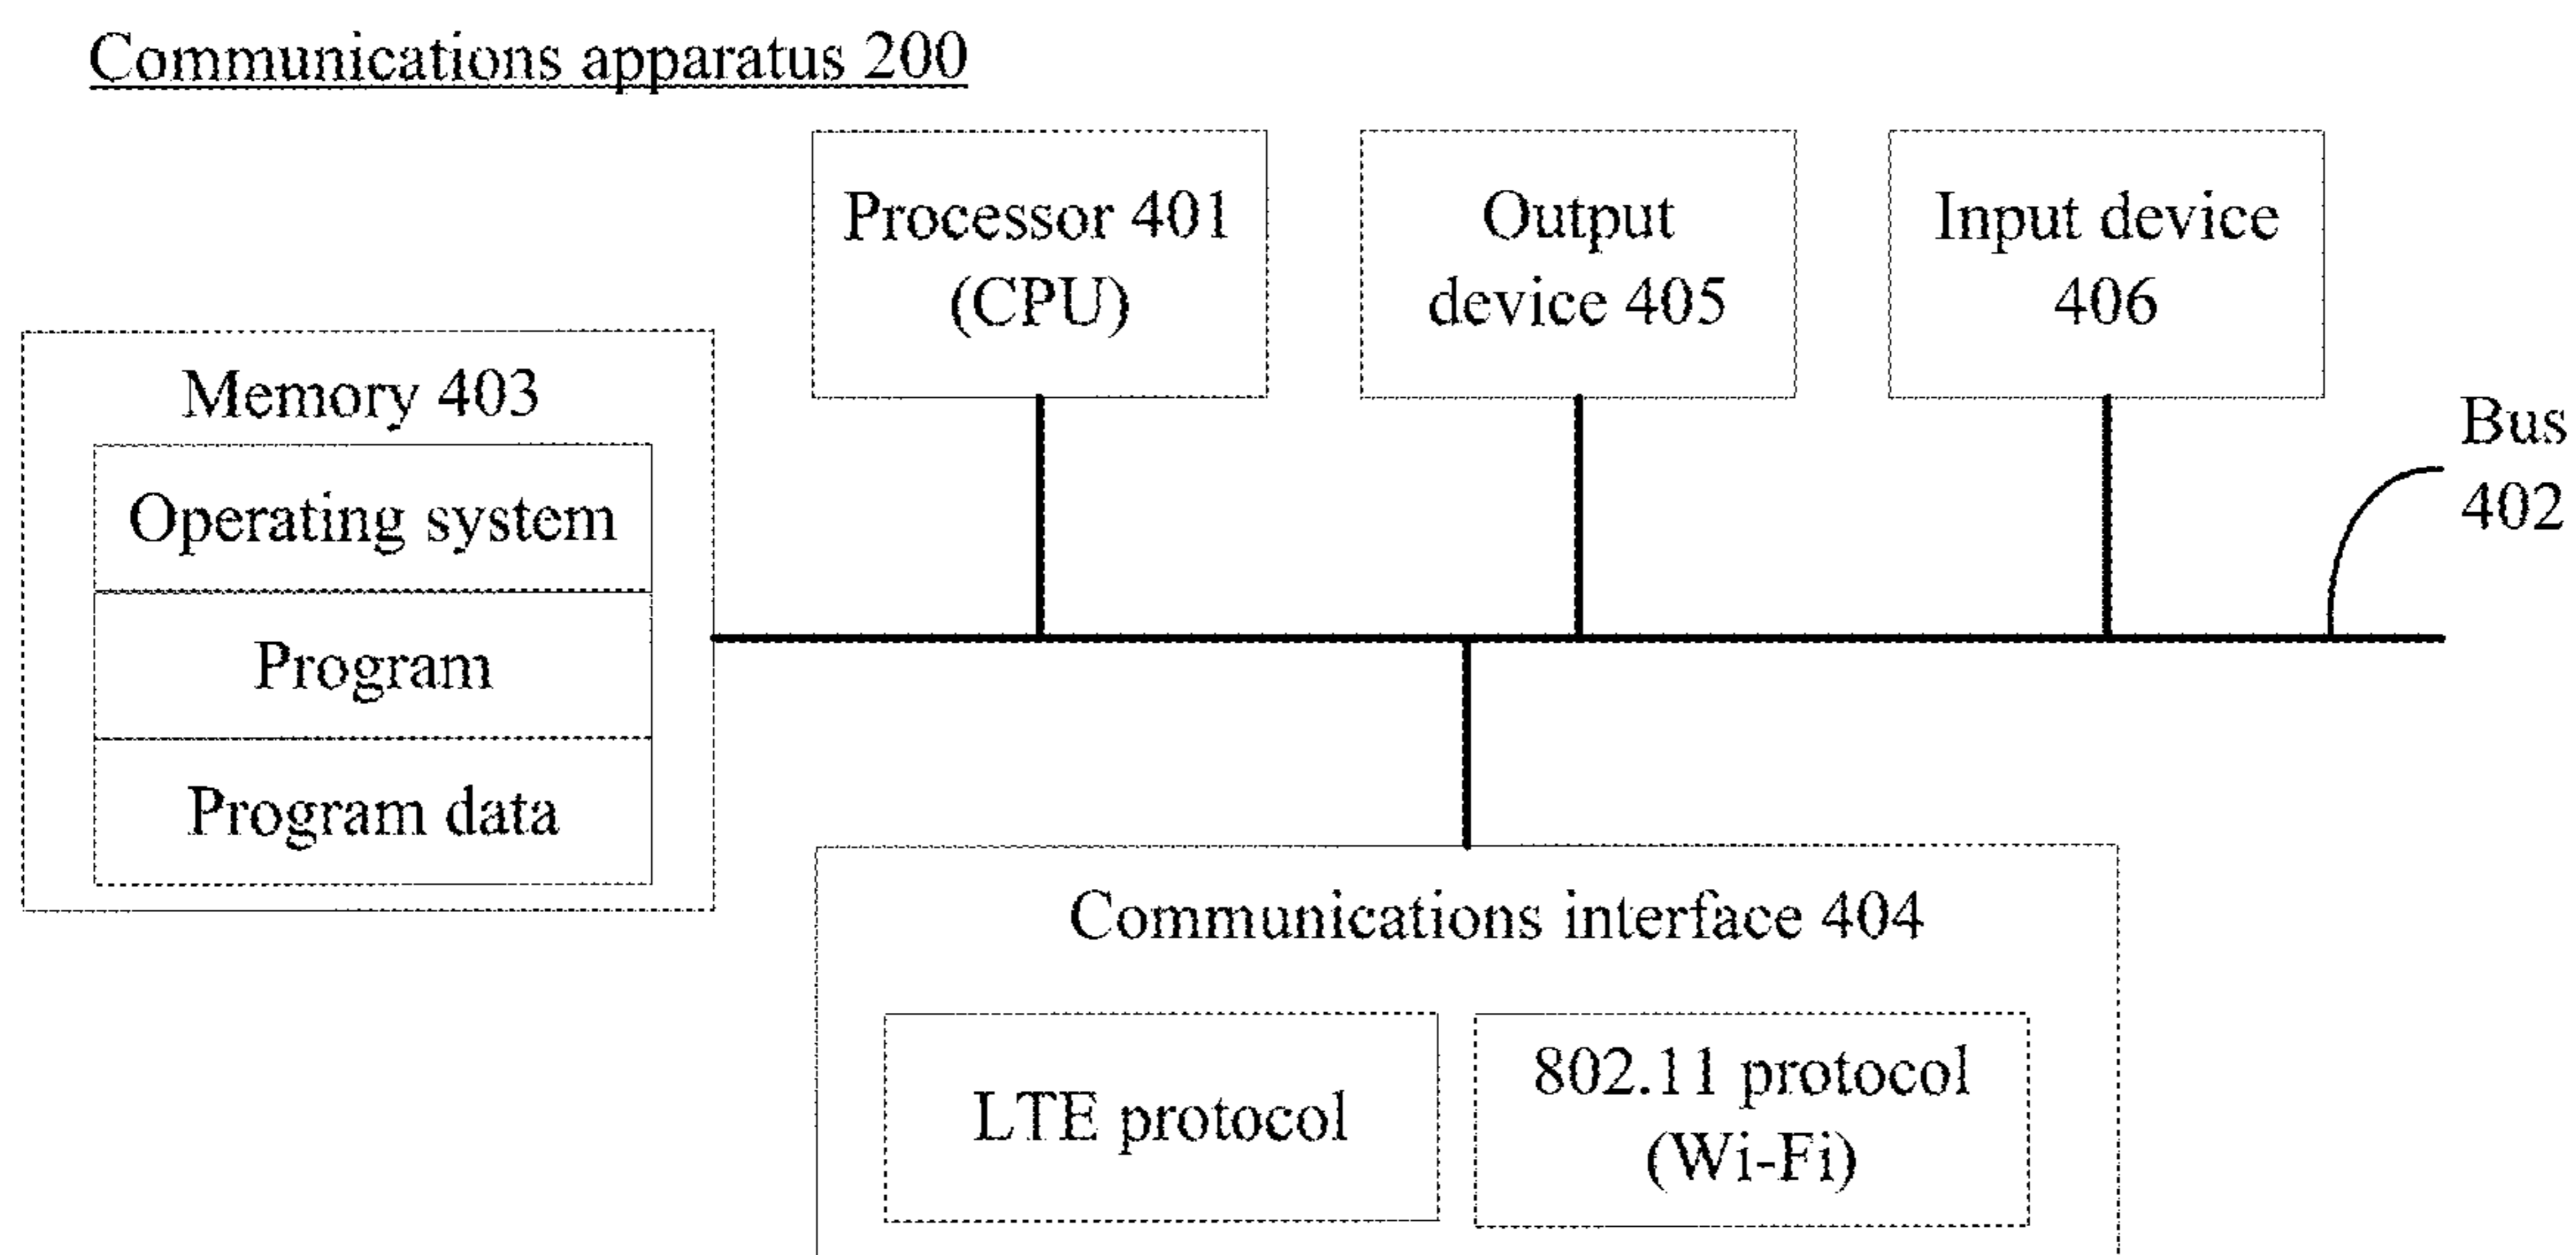 Communications apparatus 200
Processor 401
(CPU)
Output
device 405
Input device
406
Bus
402
Memory 403
Operating system
Program
Program data
Communications interface 404
LTE protocol
802.11 protocol
(Wi-Fi)